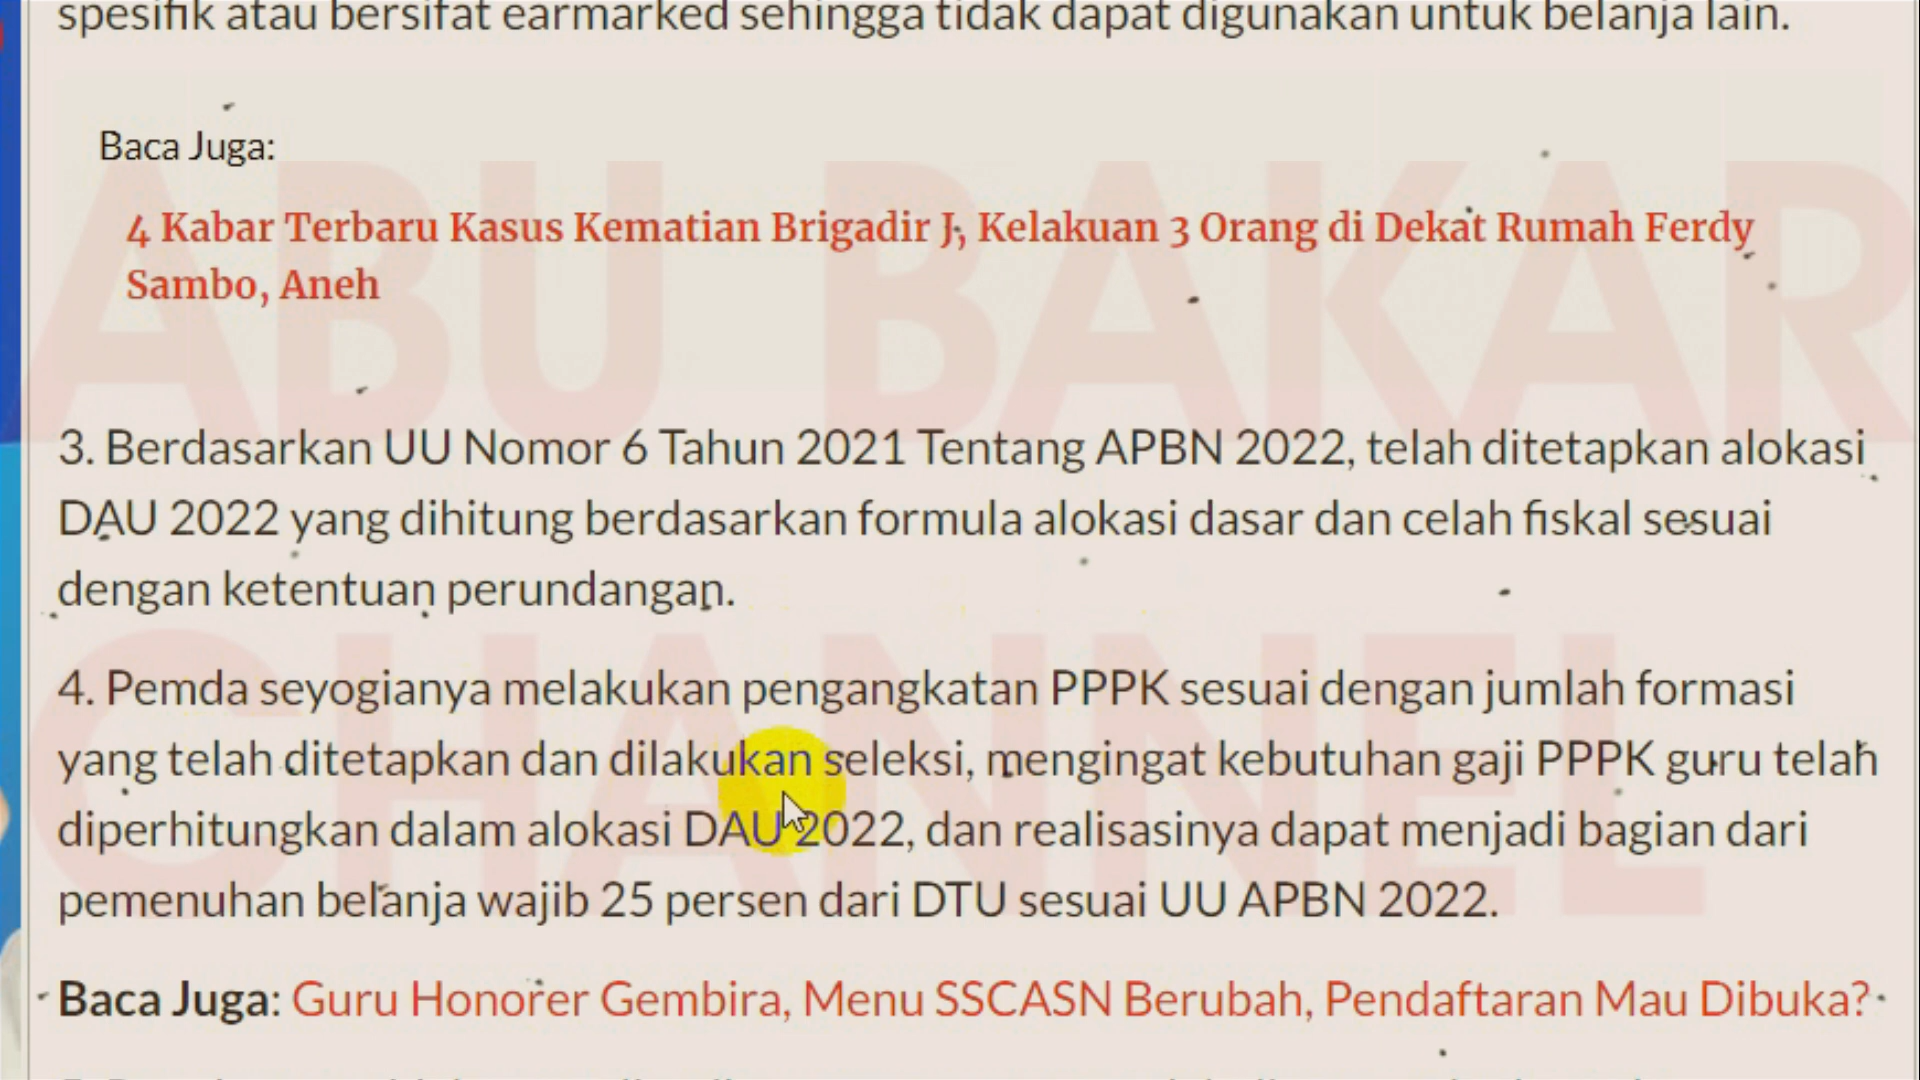 spesifik atau bersifat earmarked sehingga tidak dapat digunakan untuk belanja lain.
Baca Juga:
4 Kabar Terbaru Kasus Kematian Brigadir J, Kelakuan 3 Orang di Dekat Rumah Ferdy
Sambo, Aneh
ABU BAKAR
3. Berdasarkan UU Nomor 6 Tahun 2021 Tentang APBN 2022, telah ditetapkan alokasi
DAU 2022 yang dihitung berdasarkan formula alokasi dasar dan celah fiskal sesuai
dengan ketentuan perundangan.
CHANNEL
4. Pemda seyogianya melakukan pengangkatan PPPK sesuai dengan jumlah formasi
yang telah ditetapkan dan dilakukan seleksi, mengingat kebutuhan gaji PPPK guru telah
diperhitungkan dalam alokasi DAU 2022, dan realisasinya dapat menjadi bagian dari
pemenuhan belanja wajib 25 persen dari DTU sesuai UU APBN 2022.
Baca Juga: Guru Honorer Gembira, Menu SSCASN Berubah, Pendaftaran Mau Dibuka?